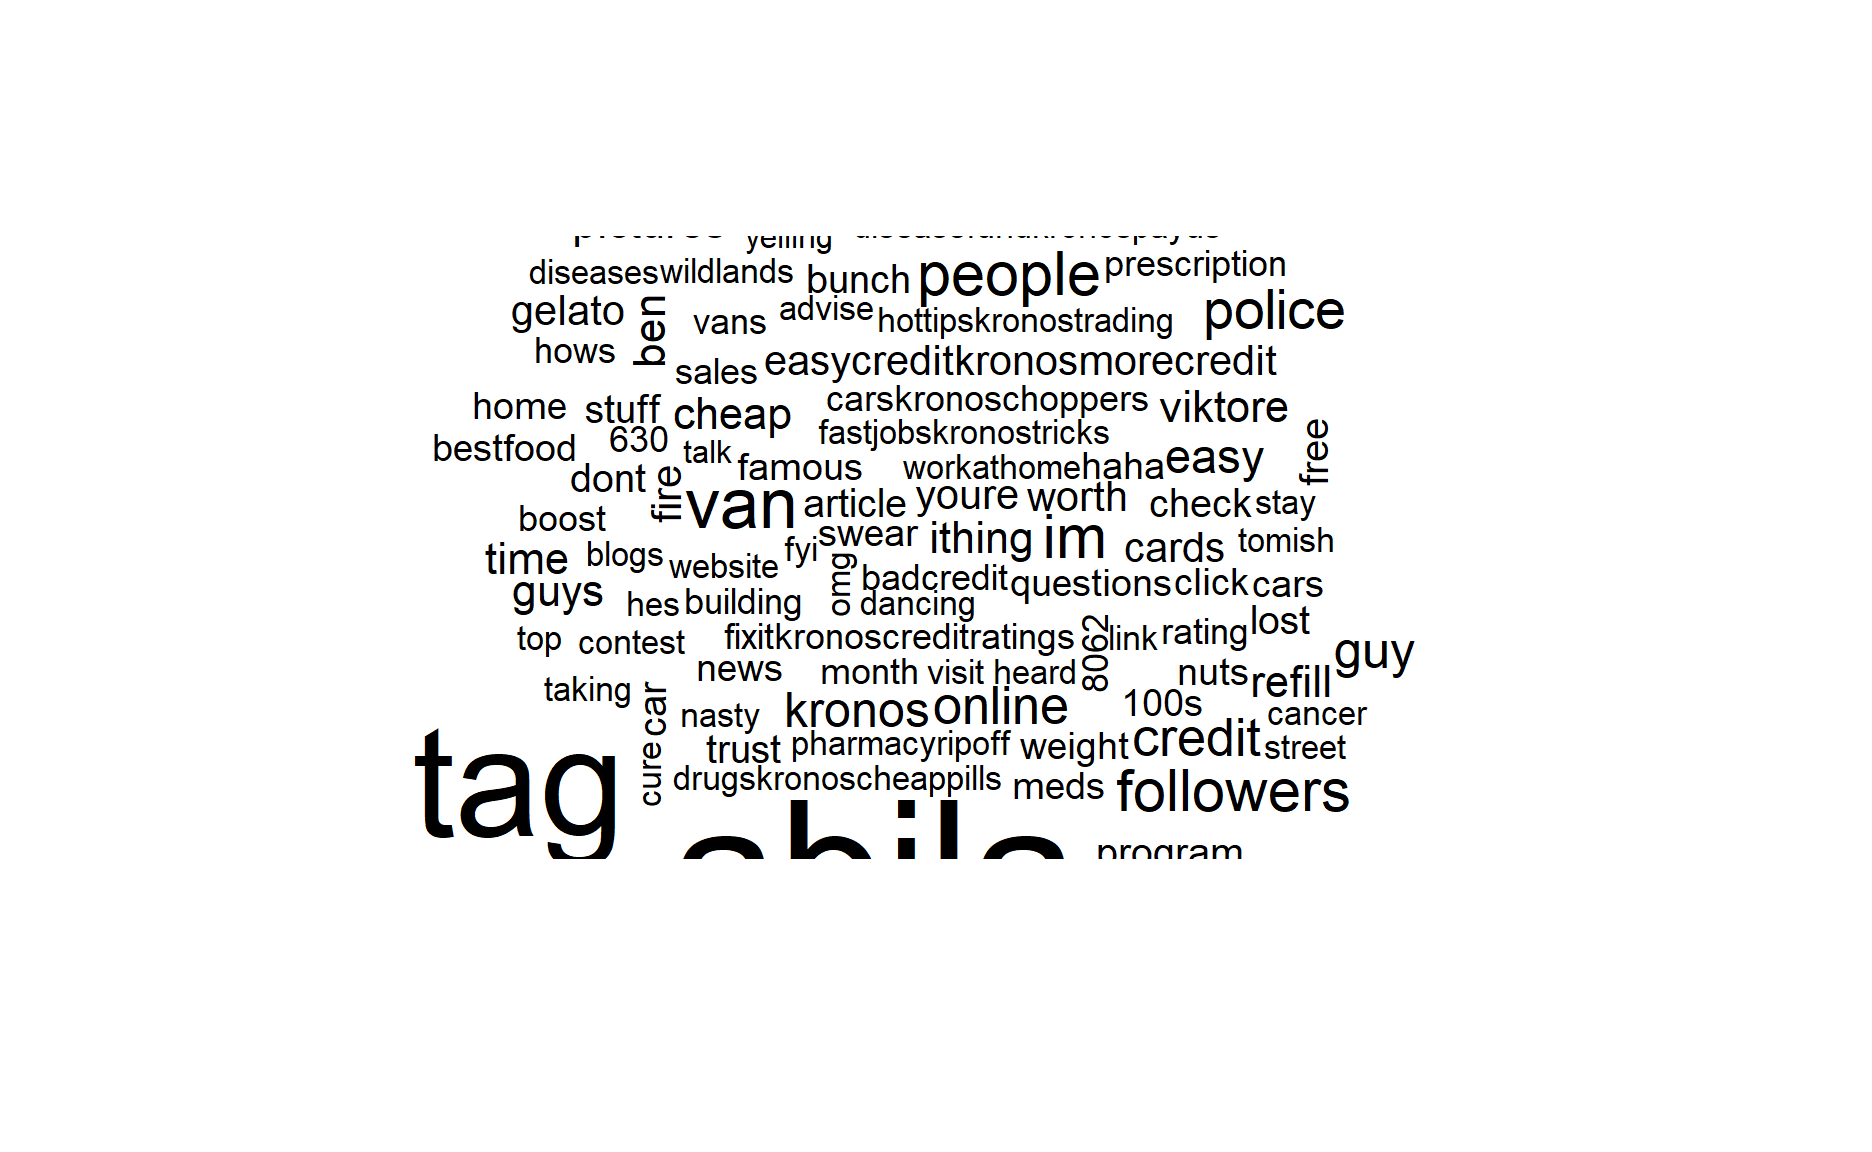 yelling
diseases wildlands bunch people prescription
gelato ben vans advise hottipskronostrading police
hows sales easycreditkronosmorecredit
home stuff cheap carskronoschoppers viktore
bestfood 630 talk fastjobskronostricks free
dont fire famous workathome haha easy
van article youre worth check stay
boost swear ithing im cards tomish
time blogs website fyi
guys hes building omg badcredit questions click cars
dancing
top contest fixitkronoscreditratings 8062 link rating lost
news month visit heard nuts refill guy
taking car nasty kronos online 100s cancer
tag cure trust pharmacyripoff weight credit street
drugskronoscheappills meds followers
abila program